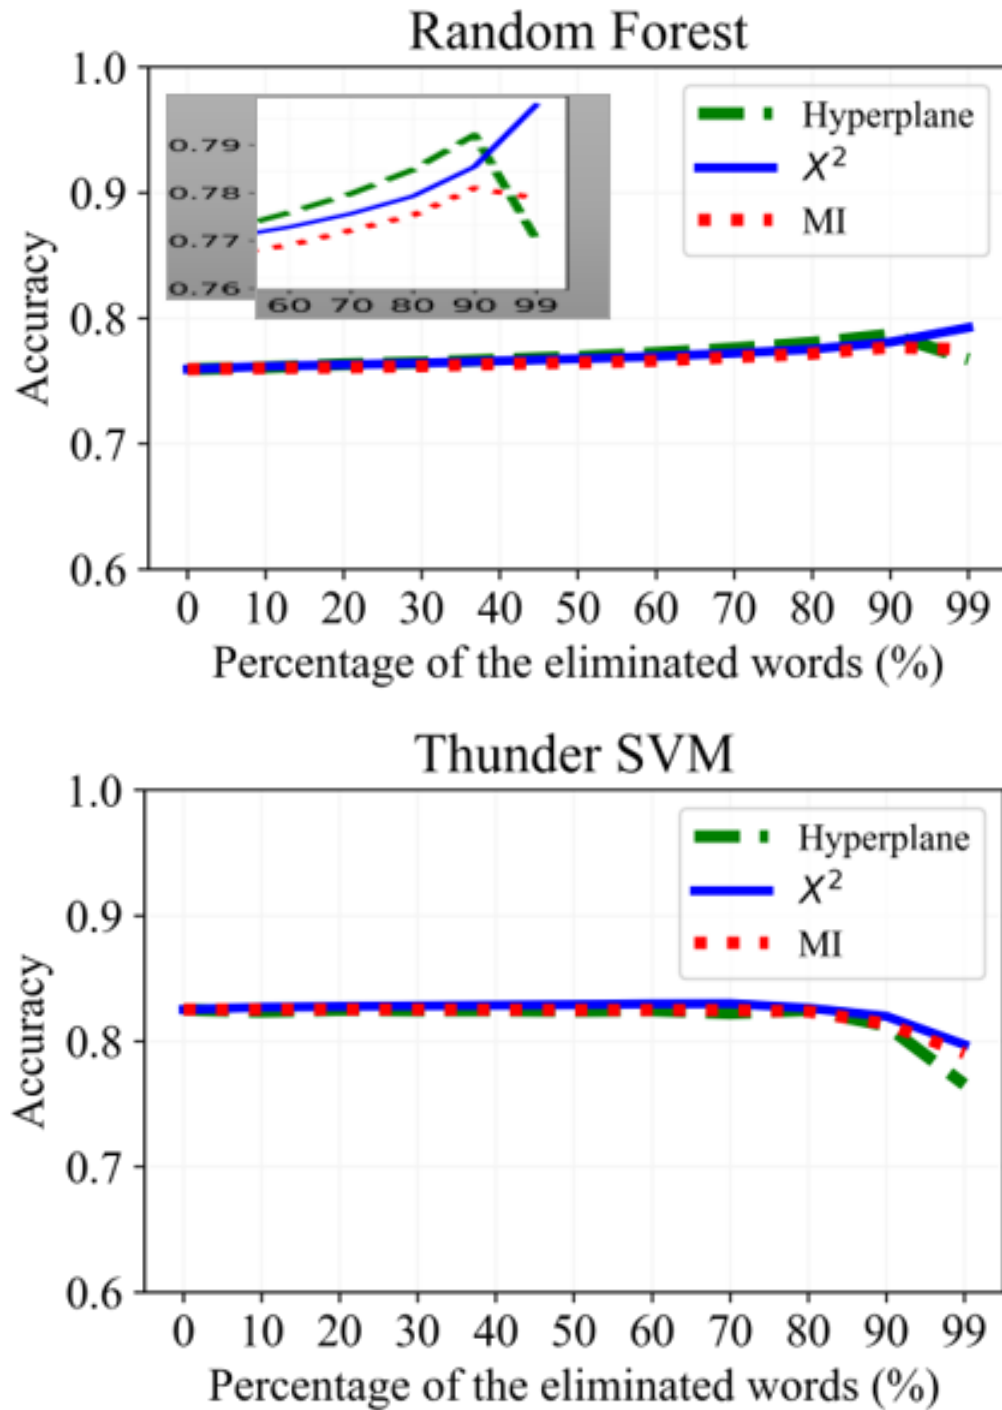 Random Forest
1.0
0.9
0.8
0.7
0.6
Accuracy
0.79
0.78
0.77
0.76
60 70 80 90 99
Hyperplane
X²
MI
0 10 20 30 40 50 60 70 80 90 99
Percentage of the eliminated words (%)
Thunder SVM
1.0
0.9
0.8
0.7
0.6
Accuracy
Hyperplane
X²
MI
0 10 20 30 40 50 60 70 80 90 99
Percentage of the eliminated words (%)